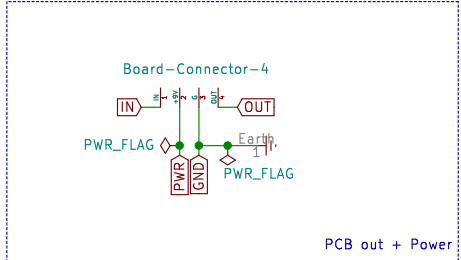 Board-Connector-4
IN
+9V
G
OUT
1
2
3
4
IN
OUT
PWR_FLAG
Earth
1
PWR
GND
PWR_FLAG
PCB out + Power